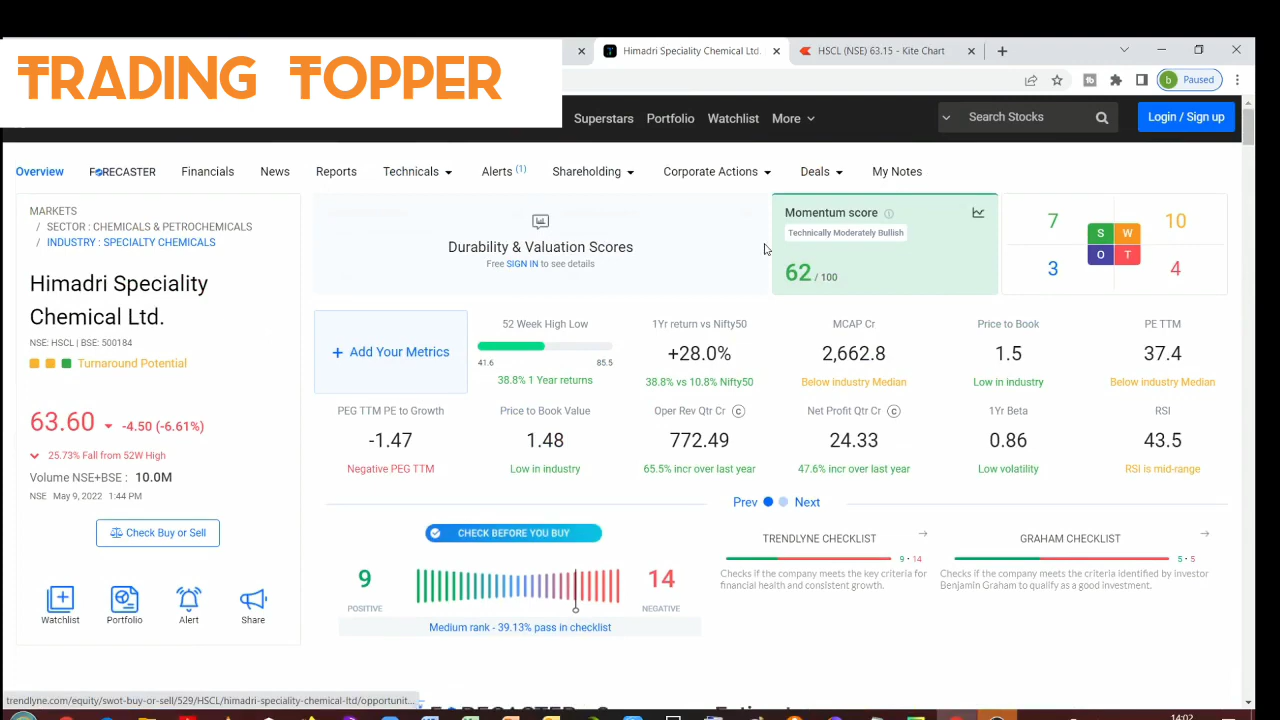 TRADING TOPPER
Himadri Speciality Chemical Ltd.
HSCL (NSE) 63.15 - Kite Chart
b Paused
Superstars Portfolio Watchlist More
Search Stocks
Login / Sign up
Overview FORECASTER Financials News Reports Technicals Alerts (1) Shareholding Corporate Actions Deals My Notes
MARKETS
/ SECTOR : CHEMICALS & PETROCHEMICALS
/ INDUSTRY : SPECIALTY CHEMICALS
Himadri Speciality
Chemical Ltd.
NSE: HSCL | BSE: 500184
Turnaround Potential
63.60 -4.50 (-6.61%)
25.73% Fall from 52W High
Volume NSE+BSE : 10.0M
NSE May 9, 2022 1:44 PM
Check Buy or Sell
Watchlist Portfolio Alert Share
Durability & Valuation Scores
Free SIGN IN to see details
Momentum score
Technically Moderately Bullish
62 / 100
7 S W 10
3 O T 4
+ Add Your Metrics
52 Week High Low
41.6 85.5
38.8% 1 Year returns
1Yr return vs Nifty50
+28.0%
38.8% vs 10.8% Nifty50
MCAP Cr
2,662.8
Below industry Median
Price to Book
1.5
Low in industry
PE TTM
37.4
Below industry Median
PEG TTM PE to Growth
-1.47
Negative PEG TTM
Price to Book Value
1.48
Low in industry
Oper Rev Qtr Cr C
772.49
65.5% incr over last year
Net Profit Qtr Cr C
24.33
47.6% incr over last year
1Yr Beta
0.86
Low volatility
RSI
43.5
RSI is mid-range
Prev Next
CHECK BEFORE YOU BUY
9 14
POSITIVE NEGATIVE
Medium rank - 39.13% pass in checklist
TRENDLYNE CHECKLIST
9 • 14
Checks if the company meets the key criteria for
financial health and consistent growth.
GRAHAM CHECKLIST
5 • 5
Checks if the company meets the criteria identified by investor
Benjamin Graham to qualify as a good investment.
trendlyne.com/equity/swot-buy-or-sell/529/HSCL/himadri-speciality-chemical-ltd/opportunit...
14:02